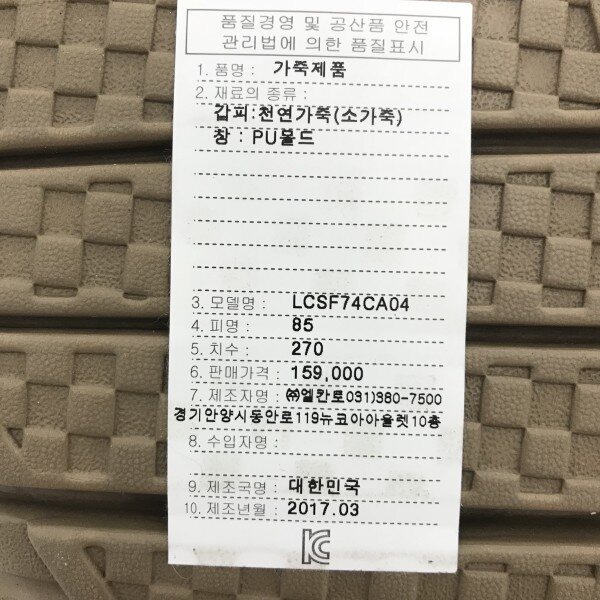 품질경영 및 공산품 안전
관리법에 의한 품질표시
1. 품명 : 가죽제품
2. 재료의 종류 :
갑피:천연가죽(소가죽)
창 : PU몰드
3. 모델명 : LCSF74CA04
4. 피명 : 85
5. 치수 : 270
6. 판매가격 : 159,000
7. 제조자명 : ㈜엘칸로031)380-7500
경기안양시동안로119뉴코아아울렛10층
8. 수입자명 :
9. 제조국명 : 대한민국
10. 제조년월 : 2017.03
KC